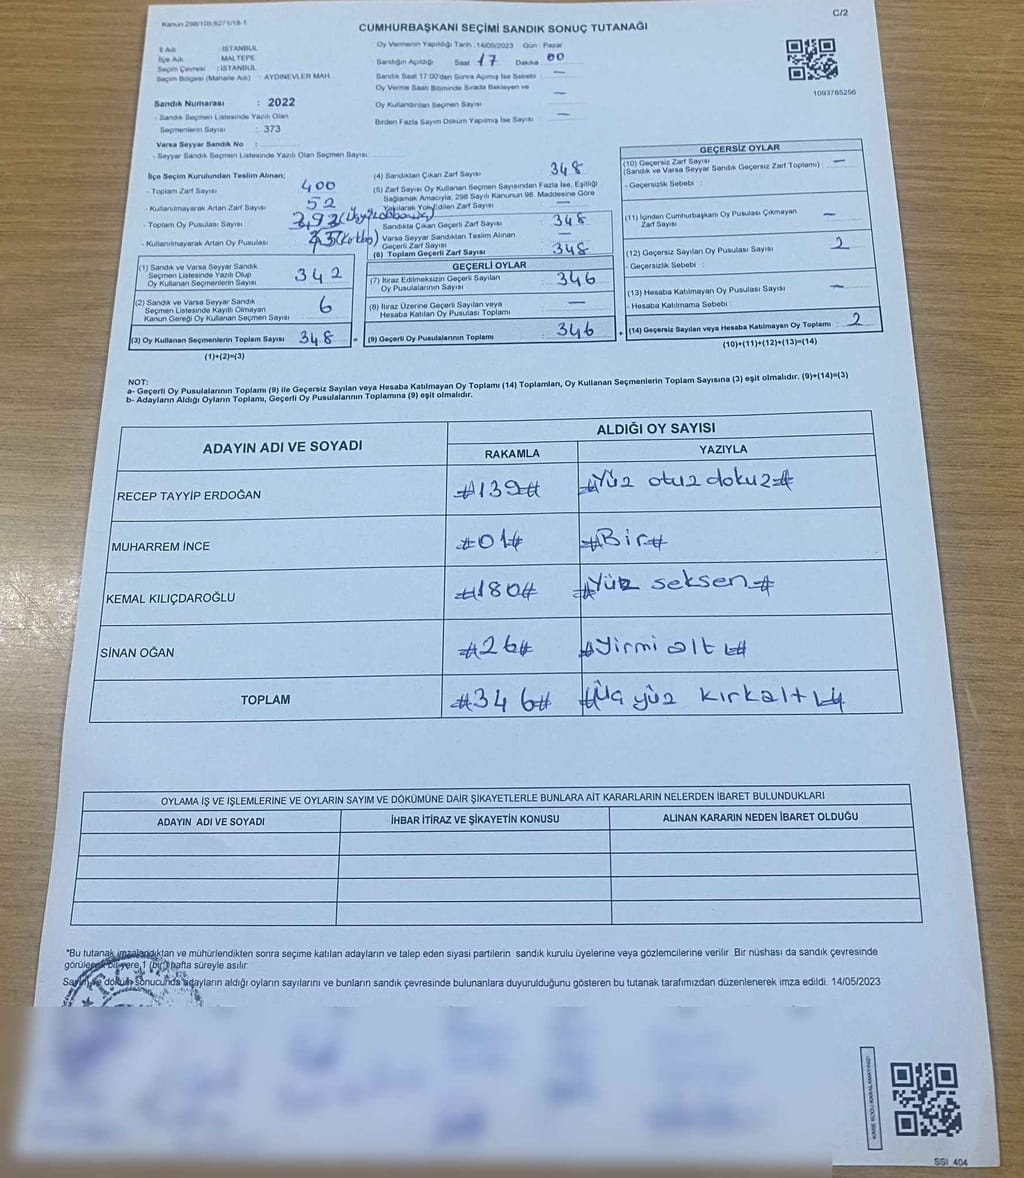 Kanun:298/109.6271/18-1
C/2
CUMHURBAŞKANI SEÇİMİ SANDIK SONUÇ TUTANAĞI
İl Adı : İSTANBUL
İlçe Adı : MALTEPE
Seçim Çevresi : İSTANBUL
Seçim Bölgesi (Mahalle Adı) : AYDINEVLER MAH.
Sandık Numarası : 2022
- Sandık Seçmen Listesinde Yazılı Olan
Seçmenlerin Sayısı : 373
Varsa Seyyar Sandık No :
- Seyyar Sandık Listesinde Yazılı Olan Seçmen Sayısı:
Oy Vermenin Yapıldığı Tarih : 14/05/2023 Gün : Pazar
Sandığın Açıldığı Saat : 17 Dakika : 00
Sandık Saat 17:00'den Sonra Açılmış İse Sebebi : —
Oy Verme Saati Bitiminde Sırada Bekleyen ve —
Oy Kullandırılan Seçmen Sayısı
Birden Fazla Sayım Döküm Yapılmış İse Sayısı —
1093785256
İlçe Seçim Kurulundan Teslim Alınan;
- Toplam Zarf Sayısı 400
- Kullanılmayarak Artan Zarf Sayısı 52
- Toplam Oy Pusulası Sayısı
- Kullanılmayarak Artan Oy Pusulası
(1) Sandık ve Varsa Seyyar Sandık
Seçmen Listesinde Yazılı Olup
Oy Kullanan Seçmenlerin Sayısı 342
(2) Sandık ve Varsa Seyyar Sandık
Seçmen Listesinde Kayıtlı Olmayan
Kanun Gereği Oy Kullanan Seçmen Sayısı 6
(3) Oy Kullanan Seçmenlerin Toplam Sayısı 348 =
(1)+(2)=(3)
(4) Sandıktan Çıkan Zarf Sayısı 348
(5) Zarf Sayısı Oy Kullanan Seçmen Sayısından Fazla İse, Eşitliği
Sağlamak Amacıyla, 298 Sayılı Kanunun 98. Maddesine Göre
Yakılarak Yok Edilen Zarf Sayısı —
Sandıkta Çıkan Geçerli Zarf Sayısı 348
Varsa Seyyar Sandıktan Teslim Alınan
Geçerli Zarf Sayısı —
(6) Toplam Geçerli Zarf Sayısı 348
GEÇERLİ OYLAR
(7) İtiraz Edilmeksizin Geçerli Sayılan
Oy Pusulalarının Sayısı 346
(8) İtiraz Üzerine Geçerli Sayılan veya
Hesaba Katılan Oy Pusulası Toplamı —
(9) Geçerli Oy Pusulalarının Toplamı 346 +
GEÇERSİZ OYLAR
(10) Geçersiz Zarf Sayısı
(Sandık ve Varsa Seyyar Sandık Geçersiz Zarf Toplamı) : —
- Geçersizlik Sebebi :
(11) İçinden Cumhurbaşkanı Oy Pusulası Çıkmayan
Zarf Sayısı —
(12) Geçersiz Sayılan Oy Pusulası Sayısı 2
- Geçersizlik Sebebi :
(13) Hesaba Katılmayan Oy Pusulası Sayısı —
- Hesaba Katılmama Sebebi :
(14) Geçersiz Sayılan veya Hesaba Katılmayan Oy Toplamı : 2
(10)+(11)+(12)+(13)=(14)
NOT:
a- Geçerli Oy Pusulalarının Toplamı (9) ile Geçersiz Sayılan veya Hesaba Katılmayan Oy Toplamı (14) Toplamları, Oy Kullanan Seçmenlerin Toplam Sayısına (3) eşit olmalıdır. (9)+(14)=(3)
b- Adayların Aldığı Oyların Toplamı, Geçerli Oy Pusulalarının Toplamına (9) eşit olmalıdır.
ADAYIN ADI VE SOYADI
ALDIĞI OY SAYISI
RAKAMLA YAZIYLA
RECEP TAYYİP ERDOĞAN #139# #Yüz otuz dokuz#
MUHARREM İNCE #01# #Bir#
KEMAL KILIÇDAROĞLU #180# #Yüz seksen#
SİNAN OĞAN #26# #Yirmi altı#
TOPLAM #346# #Üç yüz kırkaltı#
OYLAMA İŞ VE İŞLEMLERİNE VE OYLARIN SAYIM VE DÖKÜMÜNE DAİR ŞİKAYETLERLE BUNLARA AİT KARARLARIN NELERDEN İBARET BULUNDUKLARI
ADAYIN ADI VE SOYADI İHBAR İTİRAZ VE ŞİKAYETİN KONUSU ALINAN KARARIN NEDEN İBARET OLDUĞU
*Bu tutanak imzalandıktan ve mühürlendikten sonra seçime katılan adayların ve talep eden siyasi partilerin sandık kurulu üyelerine veya gözlemcilerine verilir .Bir nüshası da sandık çevresinde
görülecek bir yere 1 (bir) hafta süreyle asılır.
Sayım ve döküm sonucunda adayların aldığı oyların sayılarını ve bunların sandık çevresinde bulunanlara duyurulduğunu gösteren bu tutanak tarafımızdan düzenlenerek imza edildi. 14/05/2023
KARE KODU KARALAMAYINIZ!
SSI 404